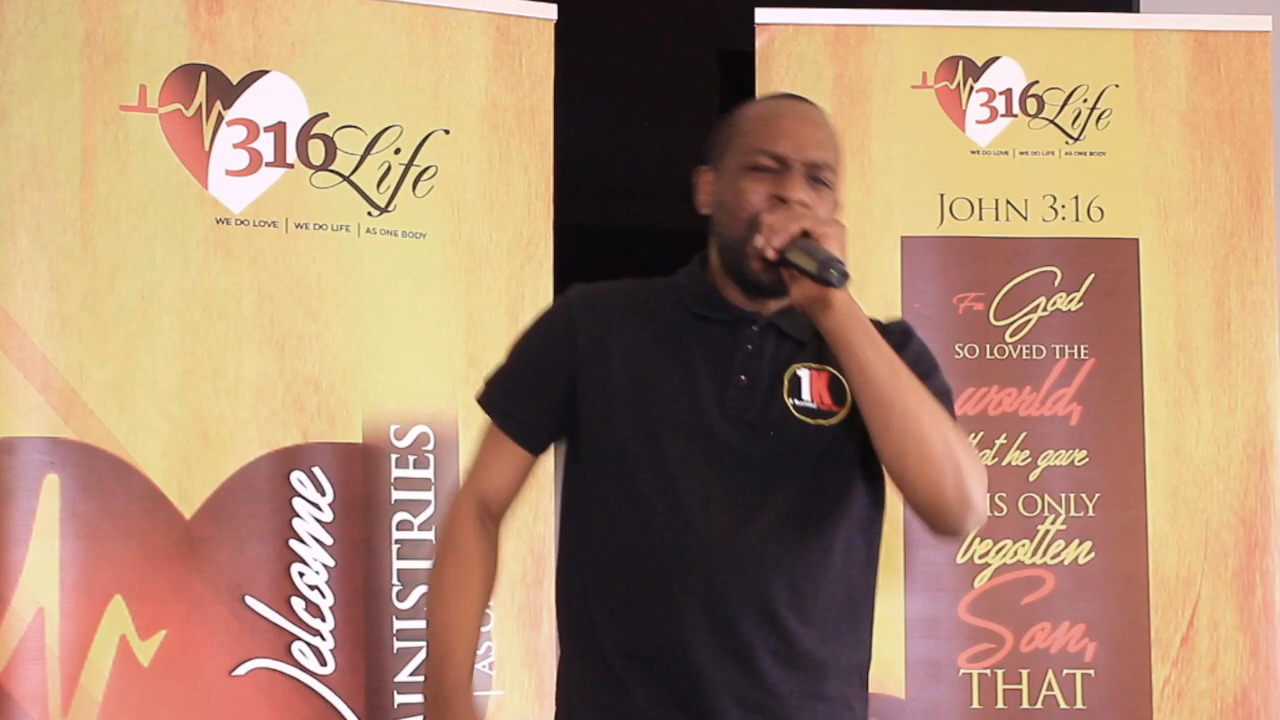 316 Life
WE DO LOVE | WE DO LIFE | AS ONE BODY
Welcome
MINISTRIES
AS O
1K
316 Life
WE DO LOVE | WE DO LIFE | AS ONE BODY
JOHN 3:16
For God
SO LOVED THE
world,
that he gave
IS ONLY
begotten
Son,
THAT